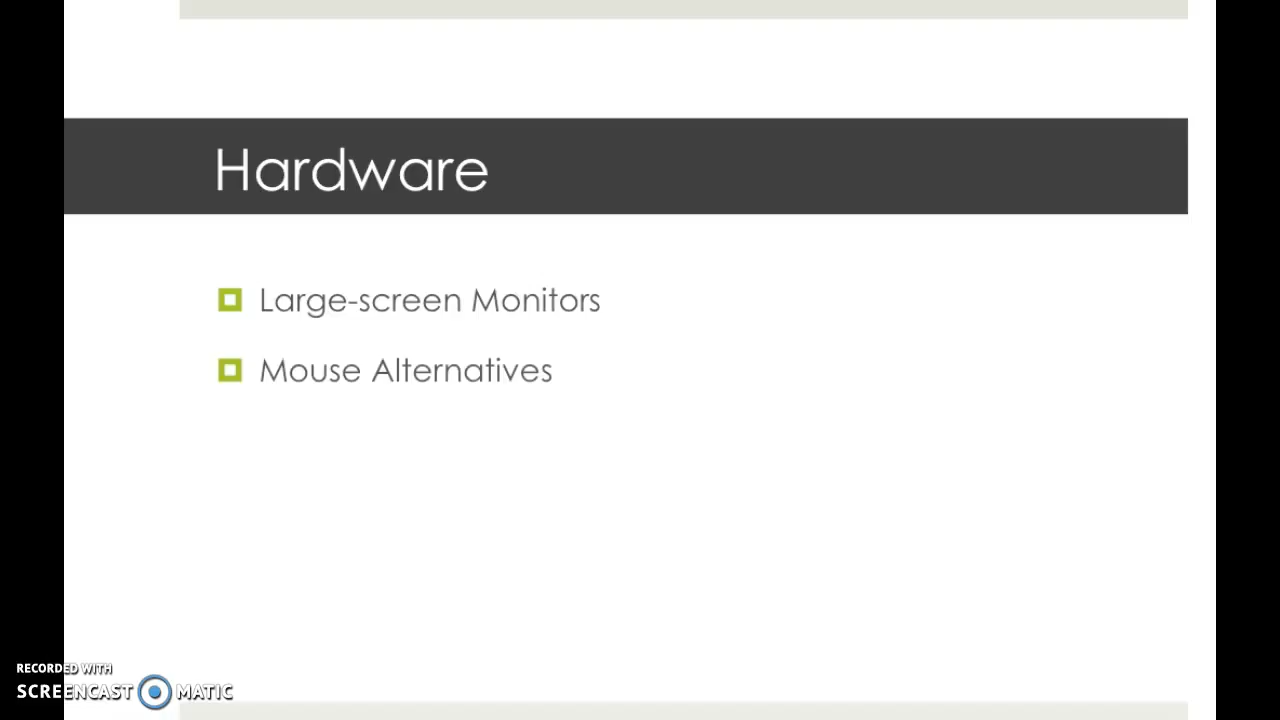 Hardware
Large-screen Monitors
Mouse Alternatives
RECORDED WITH
SCREENCAST MATIC